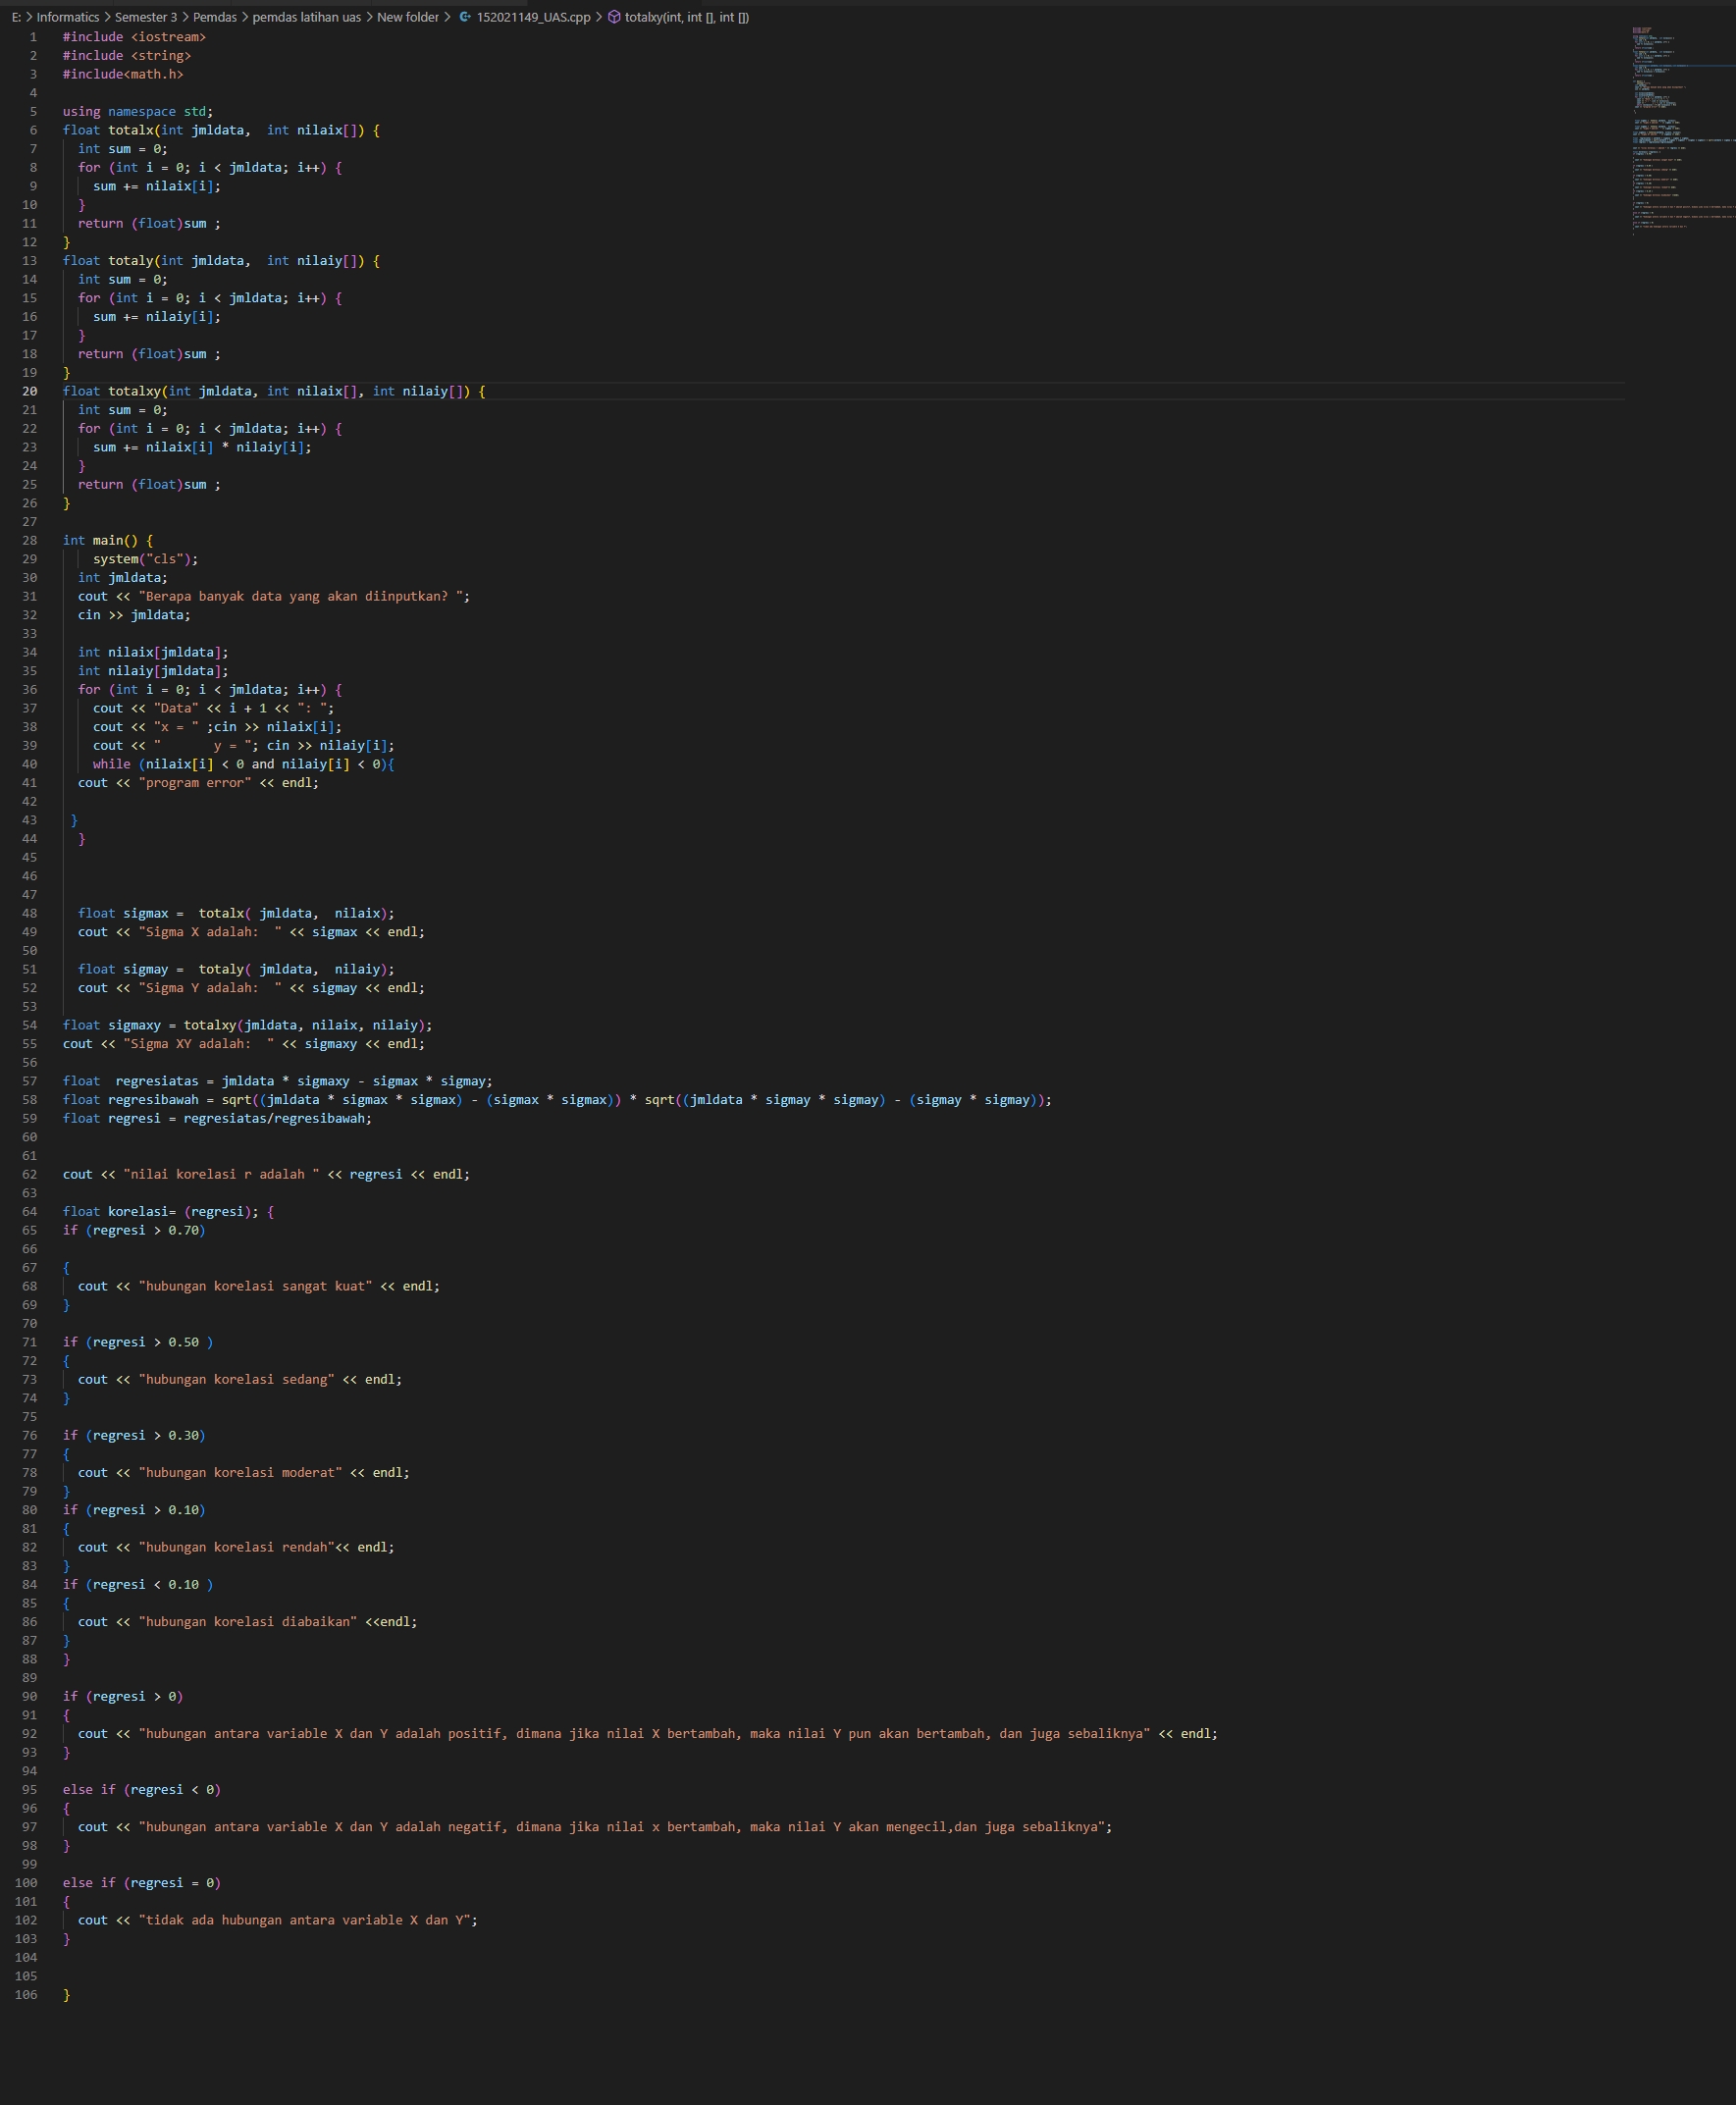 E: > Informatics > Semester 3 > Pemdas > pemdas latihan uas > New folder > 152021149_UAS.cpp > totalxy(int, int [], int [])
1 #include <iostream>
2 #include <string>
3 #include<math.h>
4
5 using namespace std;
6 float totalx(int jmldata,  int nilaix[]) {
7   int sum = 0;
8   for (int i = 0; i < jmldata; i++) {
9     sum += nilaix[i];
10   }
11   return (float)sum ;
12 }
13 float totaly(int jmldata,  int nilaiy[]) {
14   int sum = 0;
15   for (int i = 0; i < jmldata; i++) {
16     sum += nilaiy[i];
17   }
18   return (float)sum ;
19 }
20 float totalxy(int jmldata, int nilaix[], int nilaiy[]) {
21   int sum = 0;
22   for (int i = 0; i < jmldata; i++) {
23     sum += nilaix[i] * nilaiy[i];
24   }
25   return (float)sum ;
26 }
27
28 int main() {
29     system("cls");
30   int jmldata;
31   cout << "Berapa banyak data yang akan diinputkan? ";
32   cin >> jmldata;
33
34   int nilaix[jmldata];
35   int nilaiy[jmldata];
36   for (int i = 0; i < jmldata; i++) {
37     cout << "Data" << i + 1 << ": ";
38     cout << "x = " ;cin >> nilaix[i];
39     cout << "       y = "; cin >> nilaiy[i];
40     while (nilaix[i] < 0 and nilaiy[i] < 0){
41   cout << "program error" << endl;
42
43  }
44   }
45
46
47
48   float sigmax =  totalx( jmldata,  nilaix);
49   cout << "Sigma X adalah:  " << sigmax << endl;
50
51   float sigmay =  totaly( jmldata,  nilaiy);
52   cout << "Sigma Y adalah:  " << sigmay << endl;
53
54 float sigmaxy = totalxy(jmldata, nilaix, nilaiy);
55 cout << "Sigma XY adalah:  " << sigmaxy << endl;
56
57 float  regresiatas = jmldata * sigmaxy - sigmax * sigmay;
58 float regresibawah = sqrt((jmldata * sigmax * sigmax) - (sigmax * sigmax)) * sqrt((jmldata * sigmay * sigmay) - (sigmay * sigmay));
59 float regresi = regresiatas/regresibawah;
60
61
62 cout << "nilai korelasi r adalah " << regresi << endl;
63
64 float korelasi= (regresi); {
65 if (regresi > 0.70)
66
67 {
68   cout << "hubungan korelasi sangat kuat" << endl;
69 }
70
71 if (regresi > 0.50 )
72 {
73   cout << "hubungan korelasi sedang" << endl;
74 }
75
76 if (regresi > 0.30)
77 {
78   cout << "hubungan korelasi moderat" << endl;
79 }
80 if (regresi > 0.10)
81 {
82   cout << "hubungan korelasi rendah"<< endl;
83 }
84 if (regresi < 0.10 )
85 {
86   cout << "hubungan korelasi diabaikan" <<endl;
87 }
88 }
89
90 if (regresi > 0)
91 {
92   cout << "hubungan antara variable X dan Y adalah positif, dimana jika nilai X bertambah, maka nilai Y pun akan bertambah, dan juga sebaliknya" << endl;
93 }
94
95 else if (regresi < 0)
96 {
97   cout << "hubungan antara variable X dan Y adalah negatif, dimana jika nilai x bertambah, maka nilai Y akan mengecil,dan juga sebaliknya";
98 }
99
100 else if (regresi = 0)
101 {
102   cout << "tidak ada hubungan antara variable X dan Y";
103 }
104
105
106 }